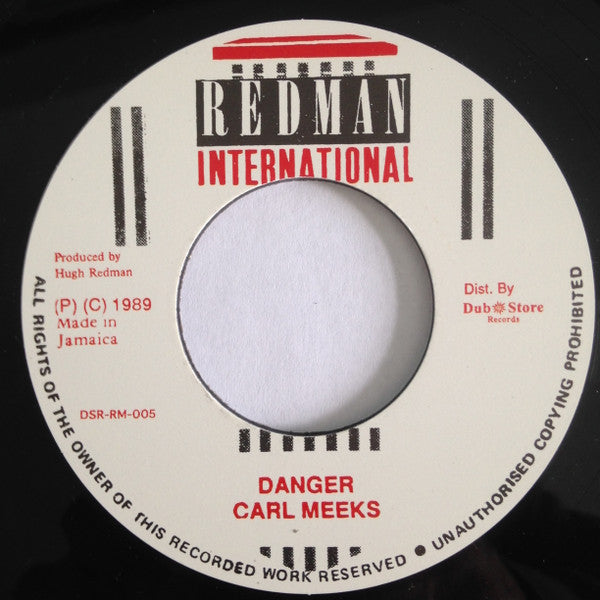 REDMAN
INTERNATIONAL
Produced by
Hugh Redman
(P) (C) 1989
Made in
Jamaica
DSR-RM-005
Dist. By
Dub Store
Records
DANGER
CARL MEEKS
ALL RIGHTS OF THE OWNER OF THIS RECORDED WORK RESERVED ● UNAUTHORISED COPYING PROHIBITED